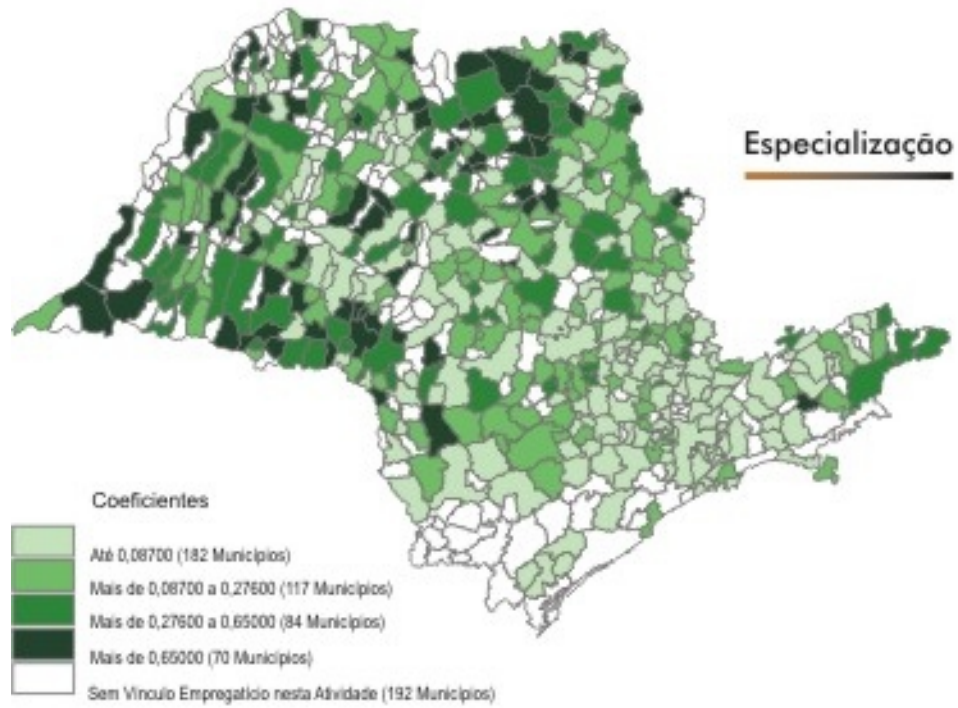 Especialização
Coeficientes
Até 0,08700 (182 Municípios)
Mais de 0,08700 a 0,27600 (117 Municípios)
Mais de 0,27600 a 0,65000 (84 Municípios)
Mais de 0,65000 (70 Municípios)
Sem Vínculo Empregatício nesta Atividade (192 Municípios)